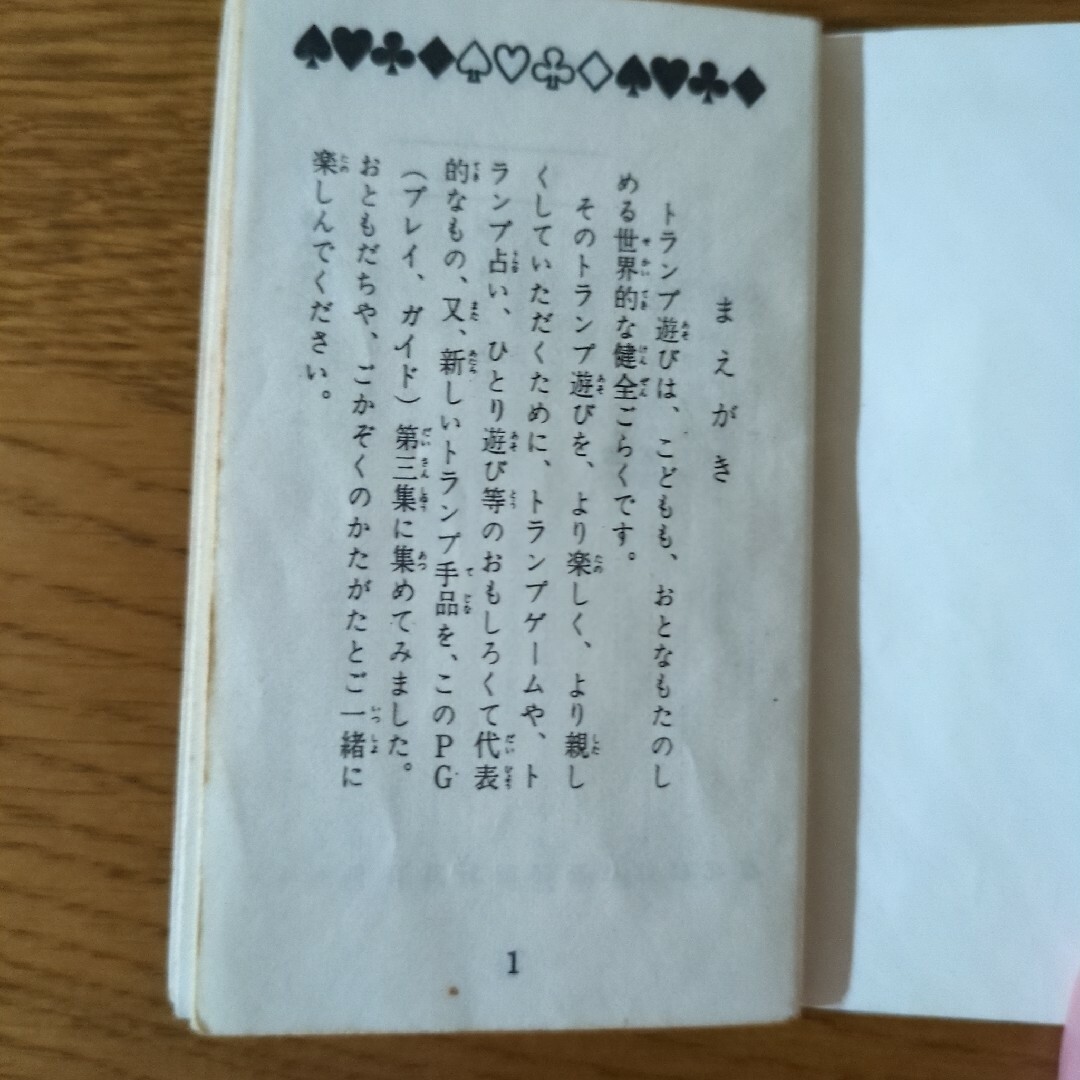 まえがき
トランプ遊びは、こどもも、おとなもたのし
める世界的な健全ごらくです。
そのトランプ遊びを、より楽しく、より親し
くしていただくために、トランプゲームや、ト
ランプ占い、ひとり遊び等のおもしろくて代表
的なもの、又、新しいトランプ手品を、このPG
（プレイ、ガイド）第三集に集めてみました。
おともだちや、ごかぞくのかたがたとご一緒に
楽しんでください。
1